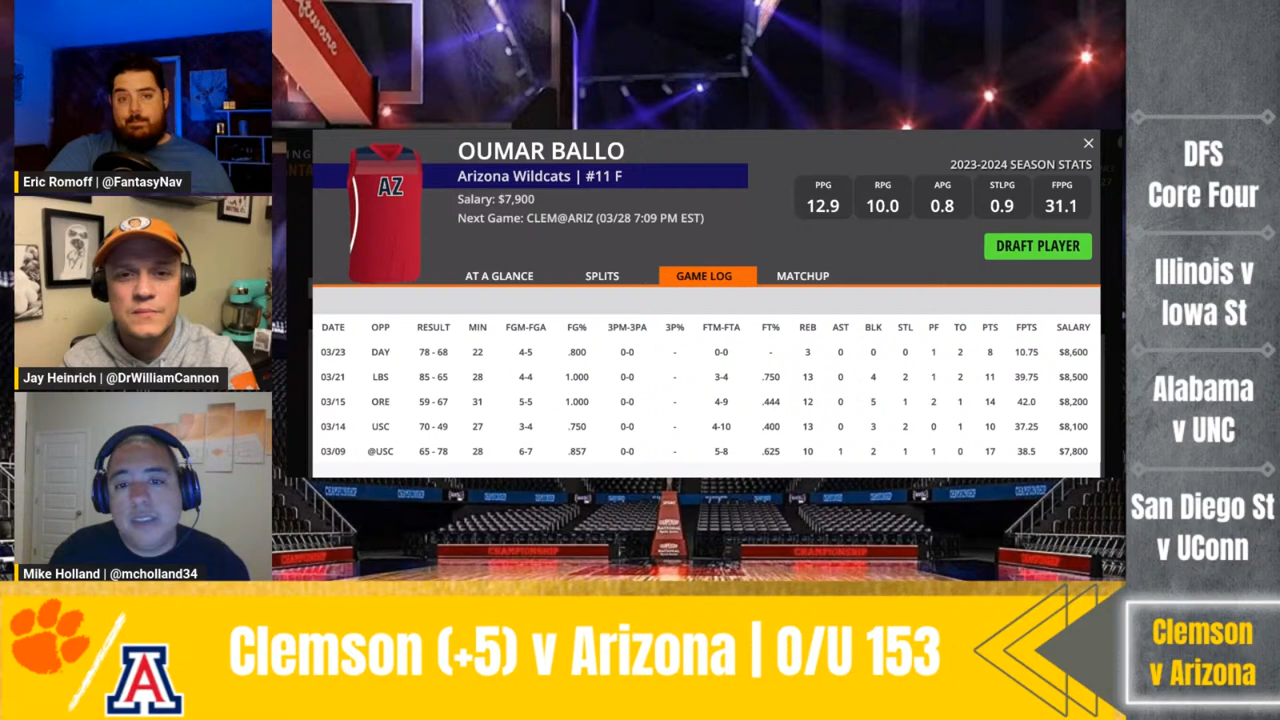 Eric Romoff | @FantasyNav
Jay Heinrich | @DrWilliamCannon
Mike Holland | @mcholland34
OUMAR BALLO
Arizona Wildcats | #11 F
Salary: $7,900
Next Game: CLEM@ARIZ (03/28 7:09 PM EST)
AZ
2023-2024 SEASON STATS
PPG RPG APG STLPG FPPG
12.9 10.0 0.8 0.9 31.1
DRAFT PLAYER
AT A GLANCE SPLITS GAME LOG MATCHUP
DATE OPP RESULT MIN FGM-FGA FG% 3PM-3PA 3P% FTM-FTA FT% REB AST BLK STL PF TO PTS FPTS SALARY
03/23 DAY 78 - 68 22 4-5 .800 0-0 - 0-0 - 3 0 0 0 1 2 8 10.75 $8,600
03/21 LBS 85 - 65 28 4-4 1.000 0-0 - 3-4 .750 13 0 4 2 1 2 11 39.75 $8,500
03/15 ORE 59 - 67 31 5-5 1.000 0-0 - 4-9 .444 12 0 5 1 2 1 14 42.0 $8,200
03/14 USC 70 - 49 27 3-4 .750 0-0 - 4-10 .400 13 0 3 2 0 1 10 37.25 $8,100
03/09 @USC 65 - 78 28 6-7 .857 0-0 - 5-8 .625 10 1 2 1 1 0 17 38.5 $7,800
CHAMPIONSHIP
CHAMPIONSHIP
DFS
Core Four
Illinois v
Iowa St
Alabama
v UNC
San Diego St
v UConn
Clemson
v Arizona
A
Clemson (+5) v Arizona | O/U 153